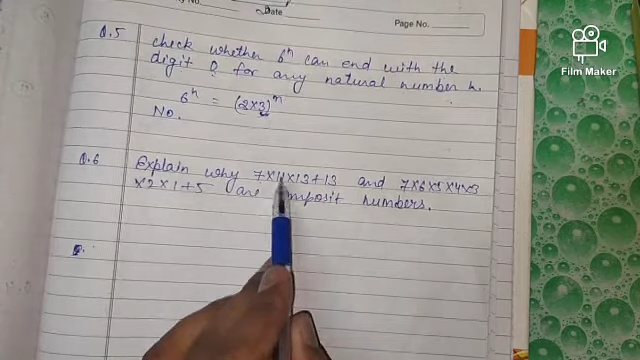 Date
Page No.
Film Maker
Q.5 check whether 6ⁿ can end with the
digit 0 for any natural number n.
6ⁿ = (2×3)ⁿ
No.
Q.6 Explain why 7×11×13+13 and 7×6×5×4×3
×2×1+5 are composit numbers.